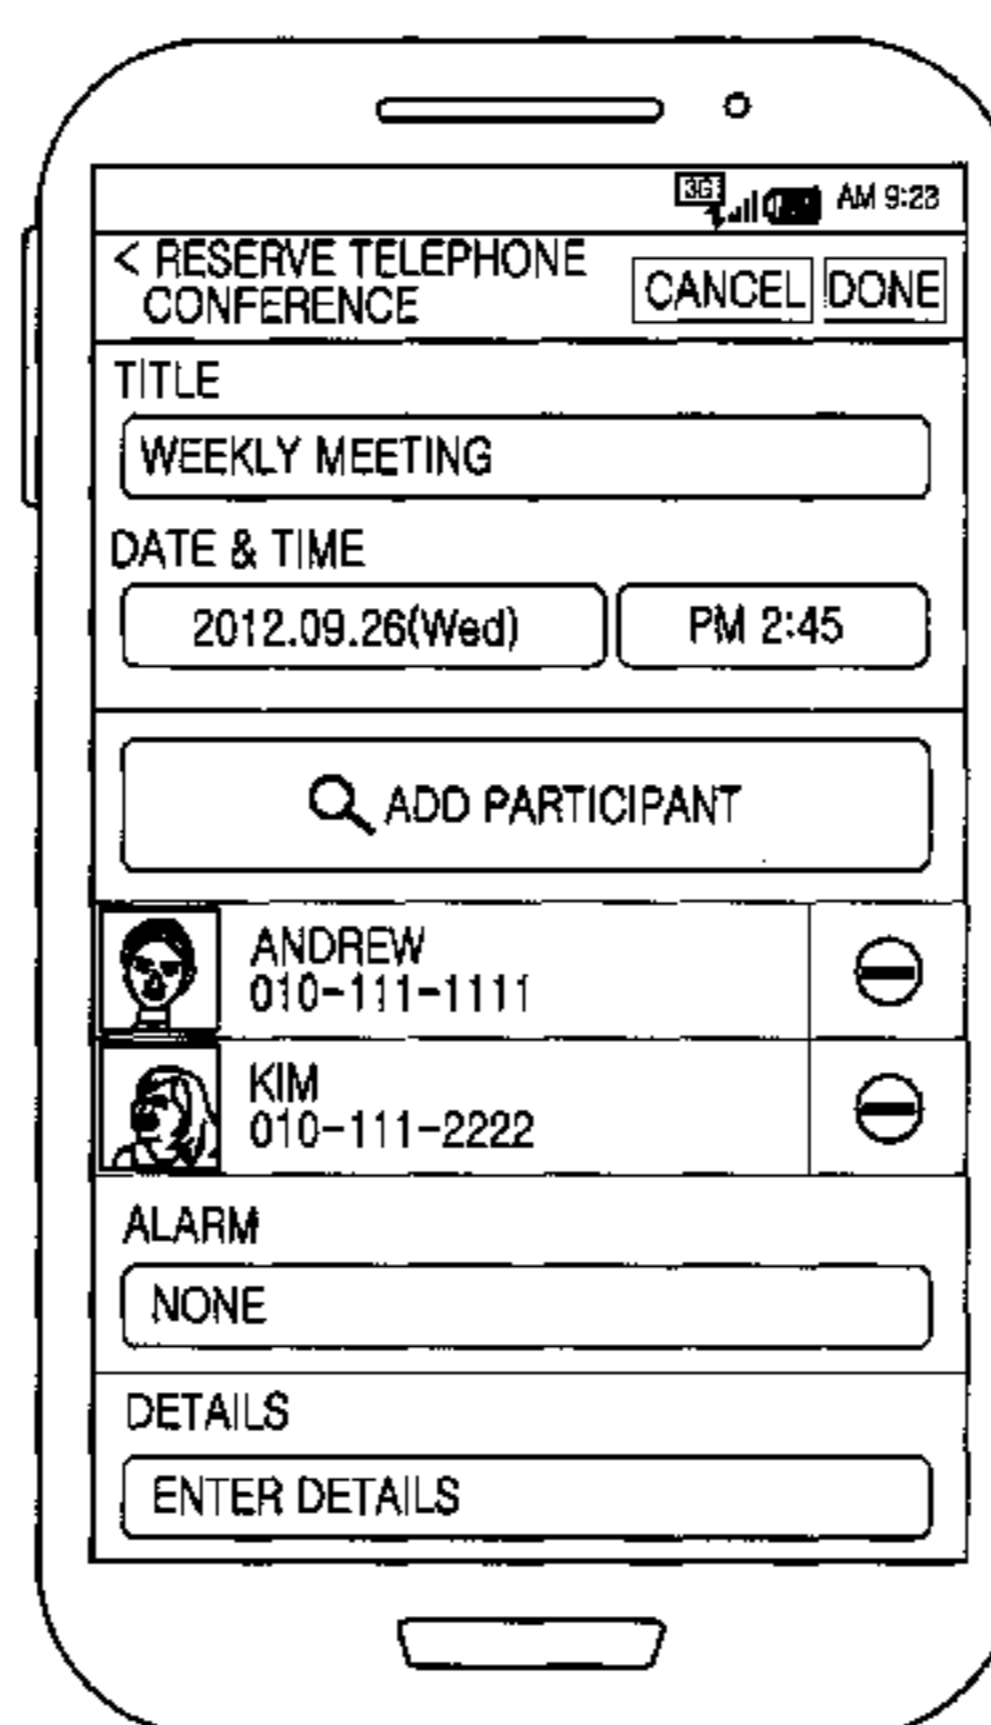 3G AM 9:23
< RESERVE TELEPHONE
CONFERENCE
CANCEL DONE
TITLE
WEEKLY MEETING
DATE & TIME
2012.09.26(Wed) PM 2:45
ADD PARTICIPANT
ANDREW
010-111-1111
KIM
010-111-2222
ALARM
NONE
DETAILS
ENTER DETAILS